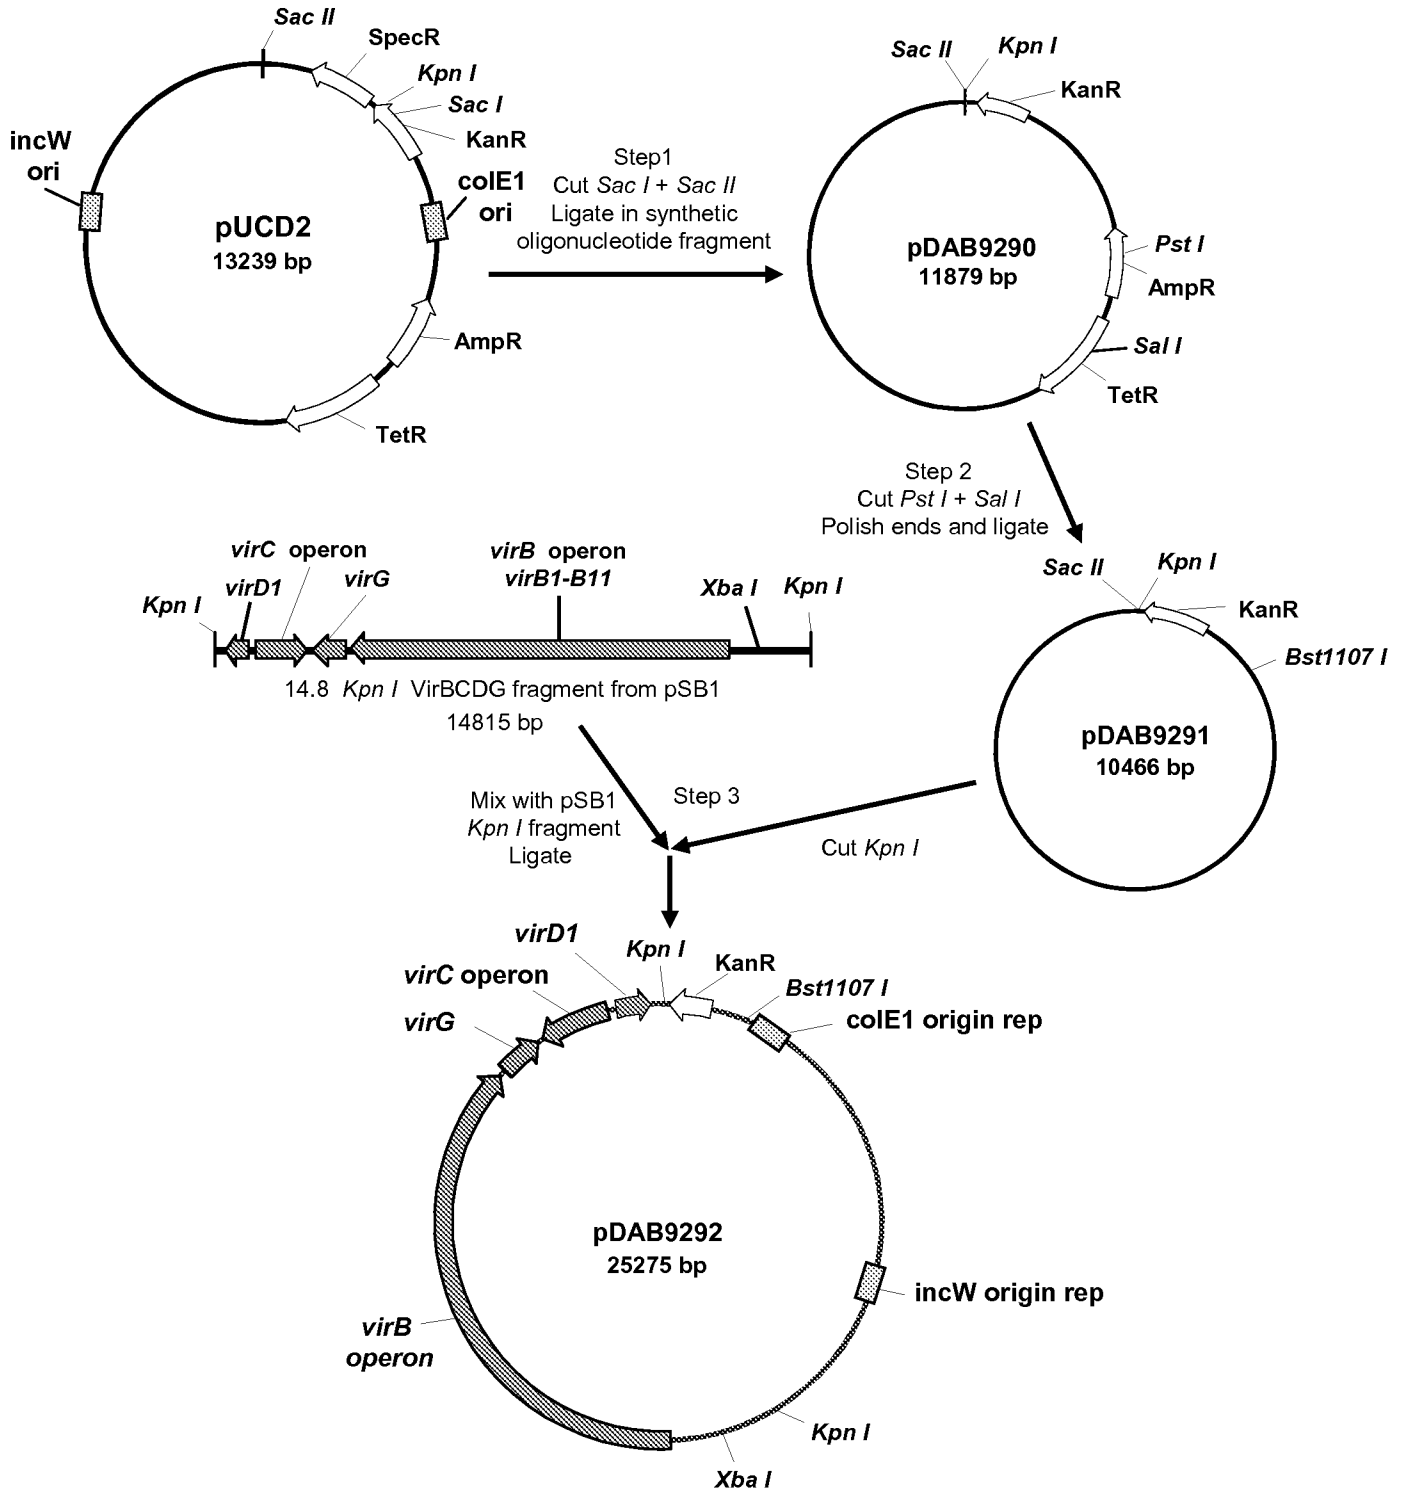 Sac II
SpecR
Kpn I
Sac I
KanR
incW
ori
colE1
ori
pUCD2
13239 bp
AmpR
TetR
Step1
Cut Sac I + Sac II
Ligate in synthetic
oligonucleotide fragment
Sac II
Kpn I
KanR
pDAB9290
11879 bp
Pst I
AmpR
Sal I
TetR
Step 2
Cut Pst I + Sal I
Polish ends and ligate
Sac II
Kpn I
KanR
Bst1107 I
pDAB9291
10466 bp
Kpn I
virD1
virC operon
virG
virB operon
virB1-B11
Xba I
Kpn I
14.8 Kpn I VirBCDG fragment from pSB1
14815 bp
Mix with pSB1
Kpn I fragment
Ligate
Step 3
Cut Kpn I
virD1
Kpn I
KanR
virC operon
Bst1107 I
virG
colE1 origin rep
pDAB9292
25275 bp
incW origin rep
virB
operon
Kpn I
Xba I